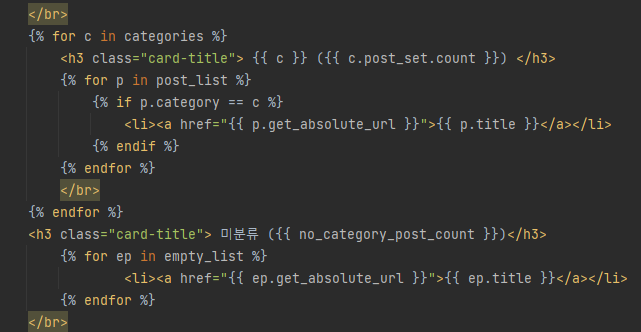 </br>
{% for c in categories %}
<h3 class="card-title"> {{ c }} ({{ c.post_set.count }}) </h3>
{% for p in post_list %}
{% if p.category == c %}
<li><a href="{{ p.get_absolute_url }}">{{ p.title }}</a></li>
{% endif %}
{% endfor %}
</br>
{% endfor %}
<h3 class="card-title"> 미분류 ({{ no_category_post_count }})</h3>
{% for ep in empty_list %}
<li><a href="{{ ep.get_absolute_url }}">{{ ep.title }}</a></li>
{% endfor %}
</br>